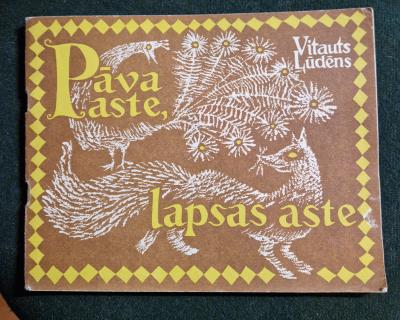 Vitauts
Lūdēns
Pāva
aste,
lapsas aste